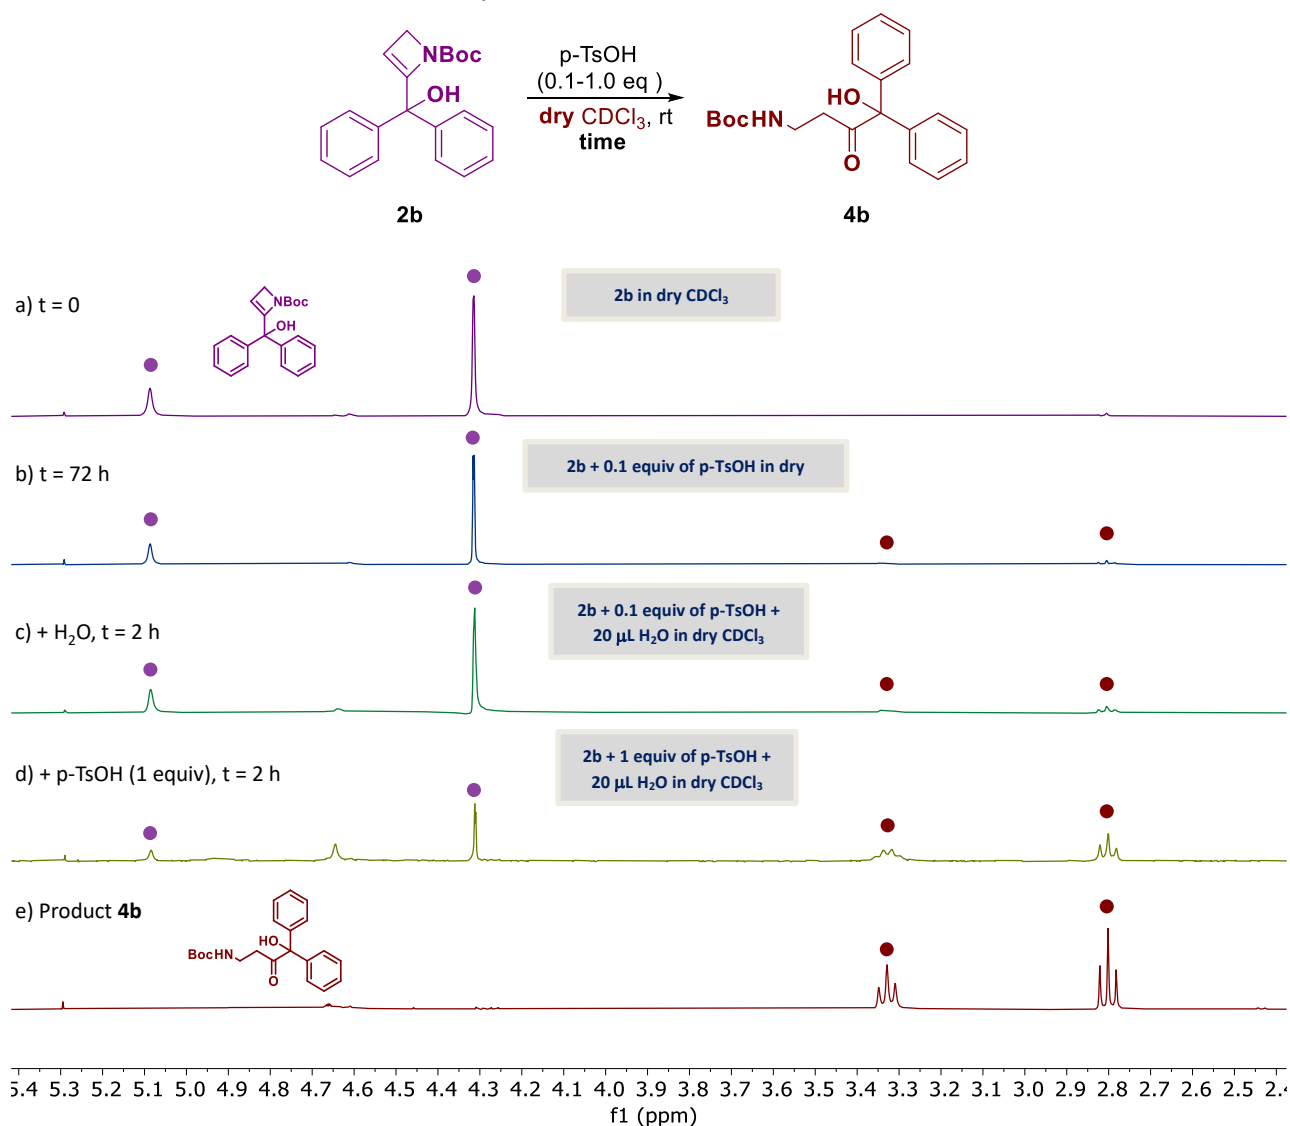 NBoc
OH
2b
p-TsOH
(0.1-1.0 eq )
dry CDCl3, rt
time
HO
BocHN
O
4b
a) t = 0
NBoc
OH
2b in dry CDCl3
b) t = 72 h
2b + 0.1 equiv of p-TsOH in dry
c) + H2O, t = 2 h
2b + 0.1 equiv of p-TsOH +
20 μL H2O in dry CDCl3
d) + p-TsOH (1 equiv), t = 2 h
2b + 1 equiv of p-TsOH +
20 μL H2O in dry CDCl3
e) Product 4b
HO
BocHN
O
5.4 5.3 5.2 5.1 5.0 4.9 4.8 4.7 4.6 4.5 4.4 4.3 4.2 4.1 4.0 3.9 3.8 3.7 3.6 3.5 3.4 3.3 3.2 3.1 3.0 2.9 2.8 2.7 2.6 2.5 2.4
f1 (ppm)